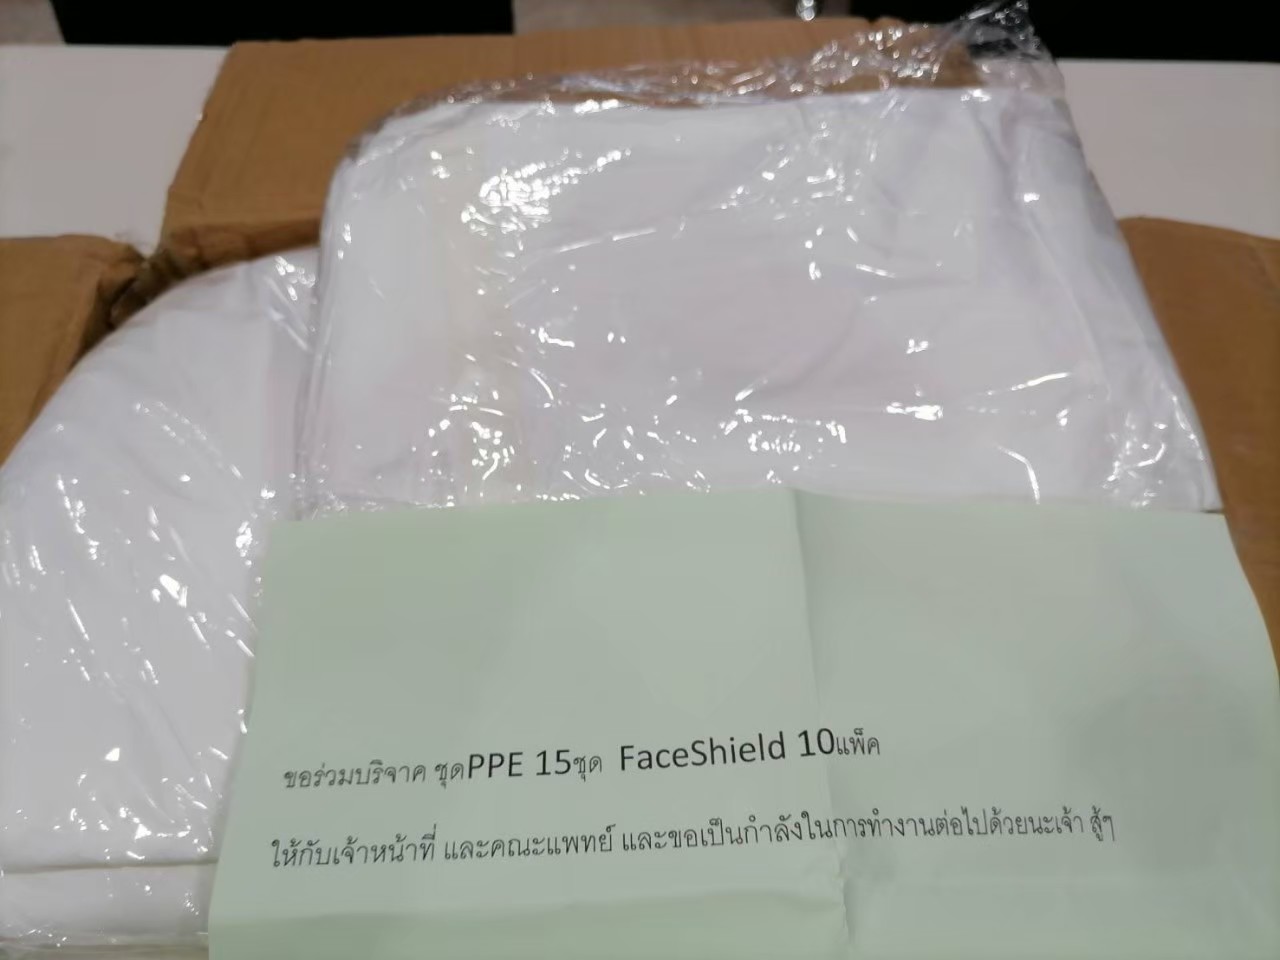 ขอร่วมบริจาค ชุดPPE 15ชุด FaceShield 10แพ็ค
ให้กับเจ้าหน้าที่ และคณะแพทย์ และขอเป็นกำลังในการทำงานต่อไปด้วยนะเจ้า สู้ๆ